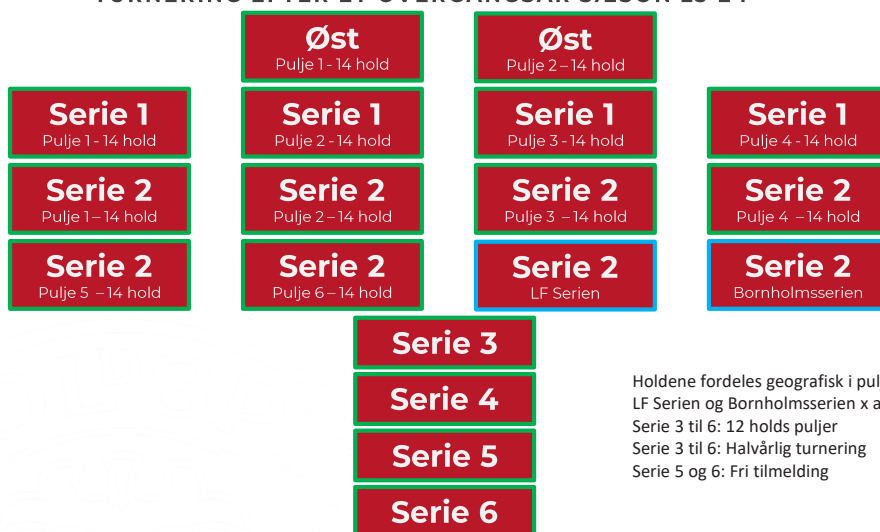 Øst
Pulje 1 - 14 hold
Øst
Pulje 2 – 14 hold
Serie 1
Pulje 1 - 14 hold
Serie 1
Pulje 2 - 14 hold
Serie 1
Pulje 3 - 14 hold
Serie 1
Pulje 4 - 14 hold
Serie 2
Pulje 1 – 14 hold
Serie 2
Pulje 2 – 14 hold
Serie 2
Pulje 3 – 14 hold
Serie 2
Pulje 4 – 14 hold
Serie 2
Pulje 5 – 14 hold
Serie 2
Pulje 6 – 14 hold
Serie 2
LF Serien
Serie 2
Bornholmsserien
Serie 3
Serie 4
Serie 5
Serie 6
Holdene fordeles geografisk i pul
LF Serien og Bornholmsserien x a
Serie 3 til 6: 12 holds puljer
Serie 3 til 6: Halvårlig turnering
Serie 5 og 6: Fri tilmelding